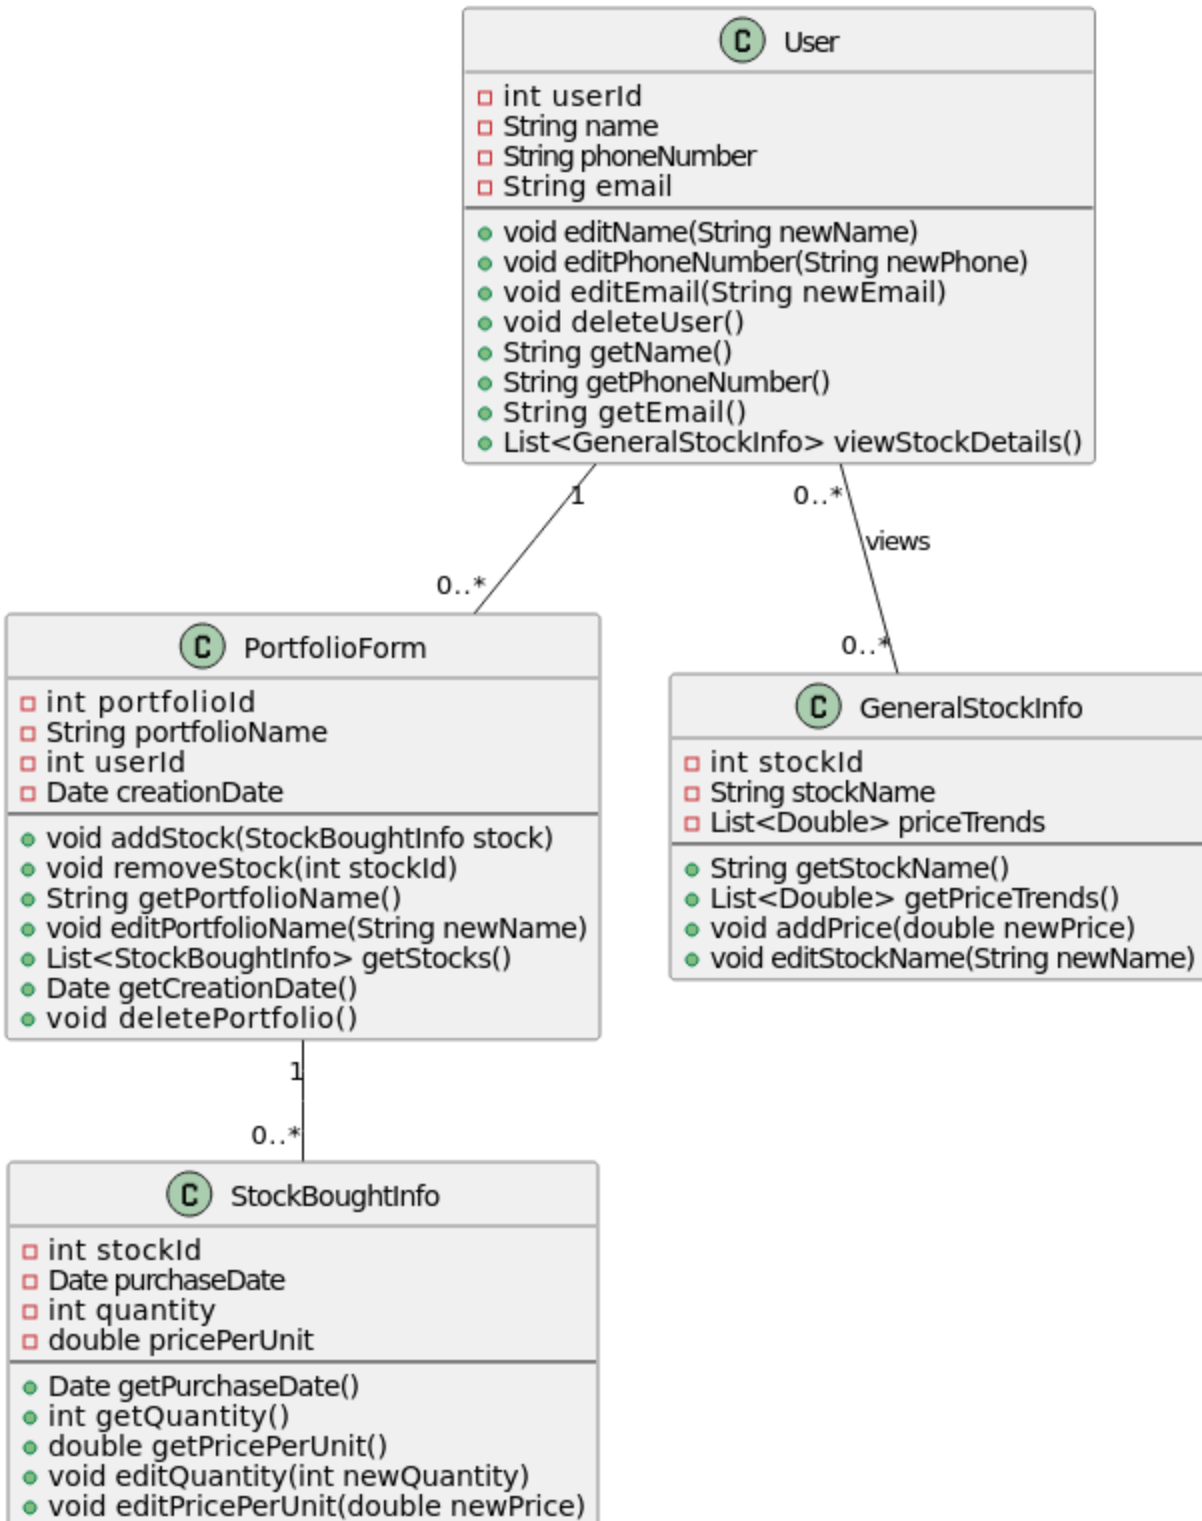 C User
int userId
String name
String phoneNumber
String email
void editName(String newName)
void editPhoneNumber(String newPhone)
void editEmail(String newEmail)
void deleteUser()
String getName()
String getPhoneNumber()
String getEmail()
List<GeneralStockInfo> viewStockDetails()
1
0..*
0..*
views
0..*
C PortfolioForm
int portfolioId
String portfolioName
int userId
Date creationDate
void addStock(StockBoughtInfo stock)
void removeStock(int stockId)
String getPortfolioName()
void editPortfolioName(String newName)
List<StockBoughtInfo> getStocks()
Date getCreationDate()
void deletePortfolio()
C GeneralStockInfo
int stockId
String stockName
List<Double> priceTrends
String getStockName()
List<Double> getPriceTrends()
void addPrice(double newPrice)
void editStockName(String newName)
1
0..*
C StockBoughtInfo
int stockId
Date purchaseDate
int quantity
double pricePerUnit
Date getPurchaseDate()
int getQuantity()
double getPricePerUnit()
void editQuantity(int newQuantity)
void editPricePerUnit(double newPrice)